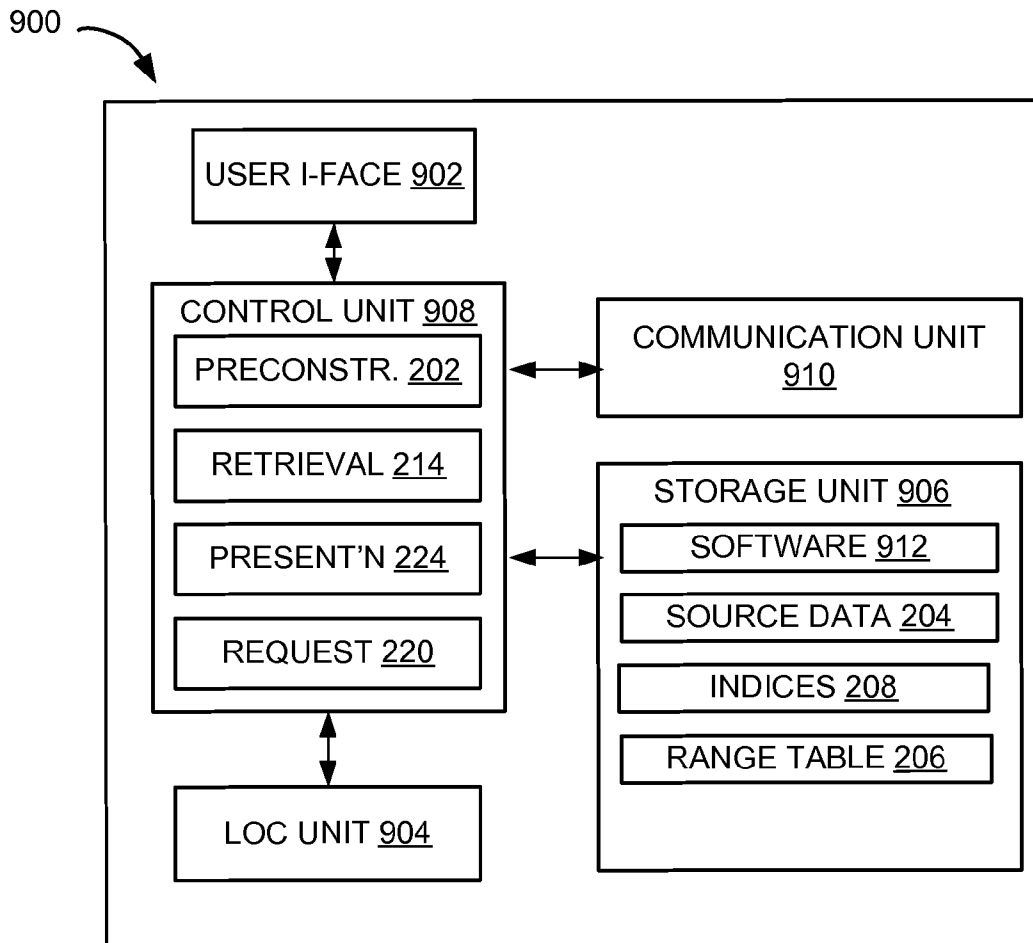 900
USER I-FACE 902
CONTROL UNIT 908
PRECONSTR. 202
RETRIEVAL 214
PRESENT'N 224
REQUEST 220
LOC UNIT 904
COMMUNICATION UNIT
910
STORAGE UNIT 906
SOFTWARE 912
SOURCE DATA 204
INDICES 208
RANGE TABLE 206